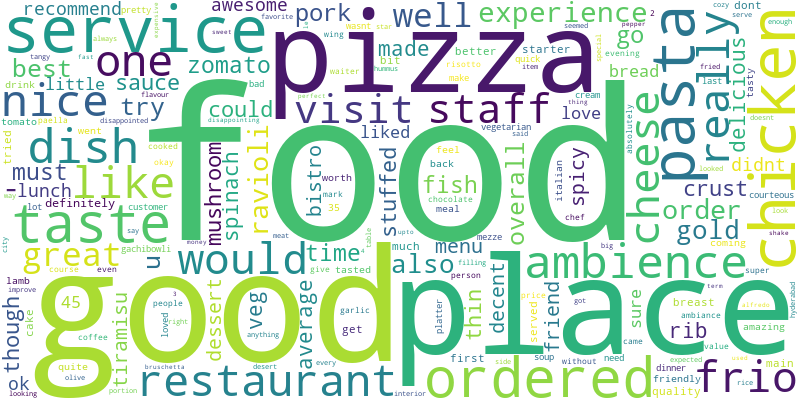 food
good
place
pizza
service
nice
dish
taste
like
great
restaurant
ordered
ambience
chicken
pasta
cheese
really
staff
visit
would
one
well
experience
go
recommend
awesome
pork
favorite
pretty
always
expensive
sweet
wing
wasnt
star
pepper
2
cozy
dont
serve
enough
tangy
fast
best
zomato
made
bit
better
starter
seemed
evening
special
bread
delicious
fried
last
tasty
little
sauce
bad
waiter
risotto
quick
hummus
make
item
try
could
drink
flavour
love
thing
cream
tomato
paella
disappointed
perfect
disappointing
liked
vegetarian
said
absolutely
looked
doesnt
tried
went
cooked
okay
must
lunch
mushroom
spinach
ravioli
bistro
stuffed
feel
back
fish
worth
mark
35
chocolate
meal
italian
spicy
chef
overall
didnt
crust
courteous
order
gold
look
shake
coming
definitely
lot
customer
say
gachibowli
may
city
money
meat
table
upto
mezze
big
time
menu
much
also
u
though
lamb
even
course
improve
45
tiramisu
cake
quite
coffee
olive
ok
looking
portion
dessert
veg
average
give
tasted
every
3
people
loved
right
anything
garlic
get
bruschetta
desert
interior
person
filling
platter
thin
decent
served
price
got
friend
first
soup
side
without
came
need
sure
breast
ambiance
rib
value
term
super
amazing
alfredo
hyderabad
expected
used
dinner
friendly
quality
rice
main
frio